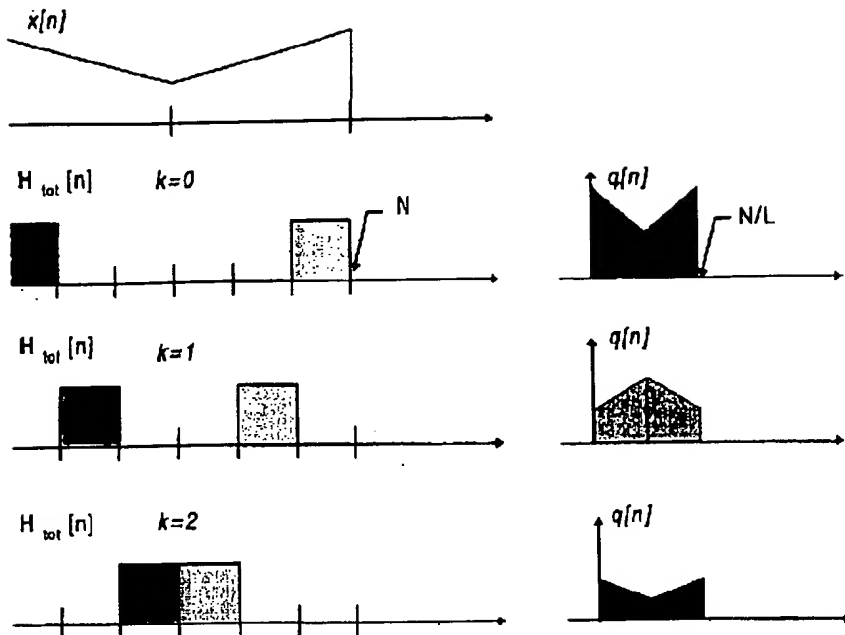 x[n]
H tot [n] k=0
N
q[n]
N/L
H tot [n] k=1
q[n]
H tot [n] k=2
q[n]